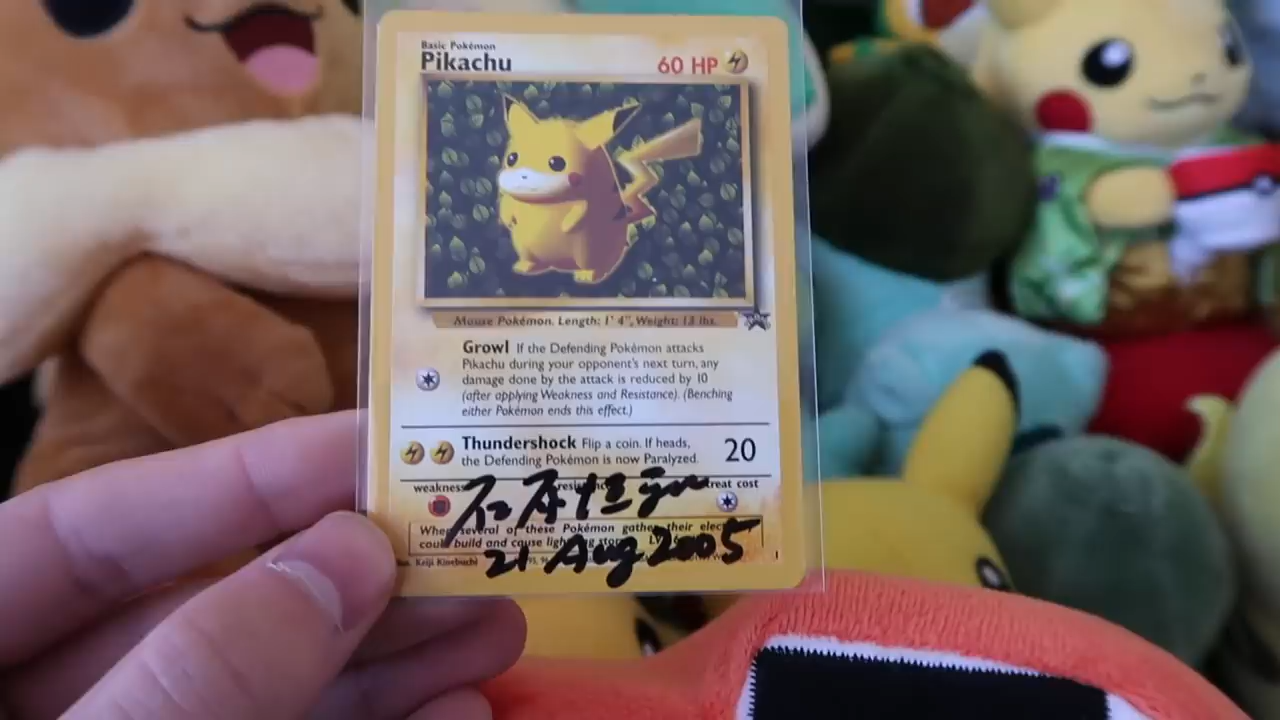 Basic Pokémon
Pikachu 60 HP
Mouse Pokémon. Length: 1' 4", Weight: 13 lbs.
Growl If the Defending Pokémon attacks
Pikachu during your opponent's next turn, any
damage done by the attack is reduced by 10
(after applying Weakness and Resistance). (Benching
either Pokémon ends this effect.)
Thundershock Flip a coin. If heads, 20
the Defending Pokémon is now Paralyzed.
weakness retreat cost
When several of these Pokémon gather, their
could build and cause lightning
Keiji Kinebuchi 1
21 Aug 2005